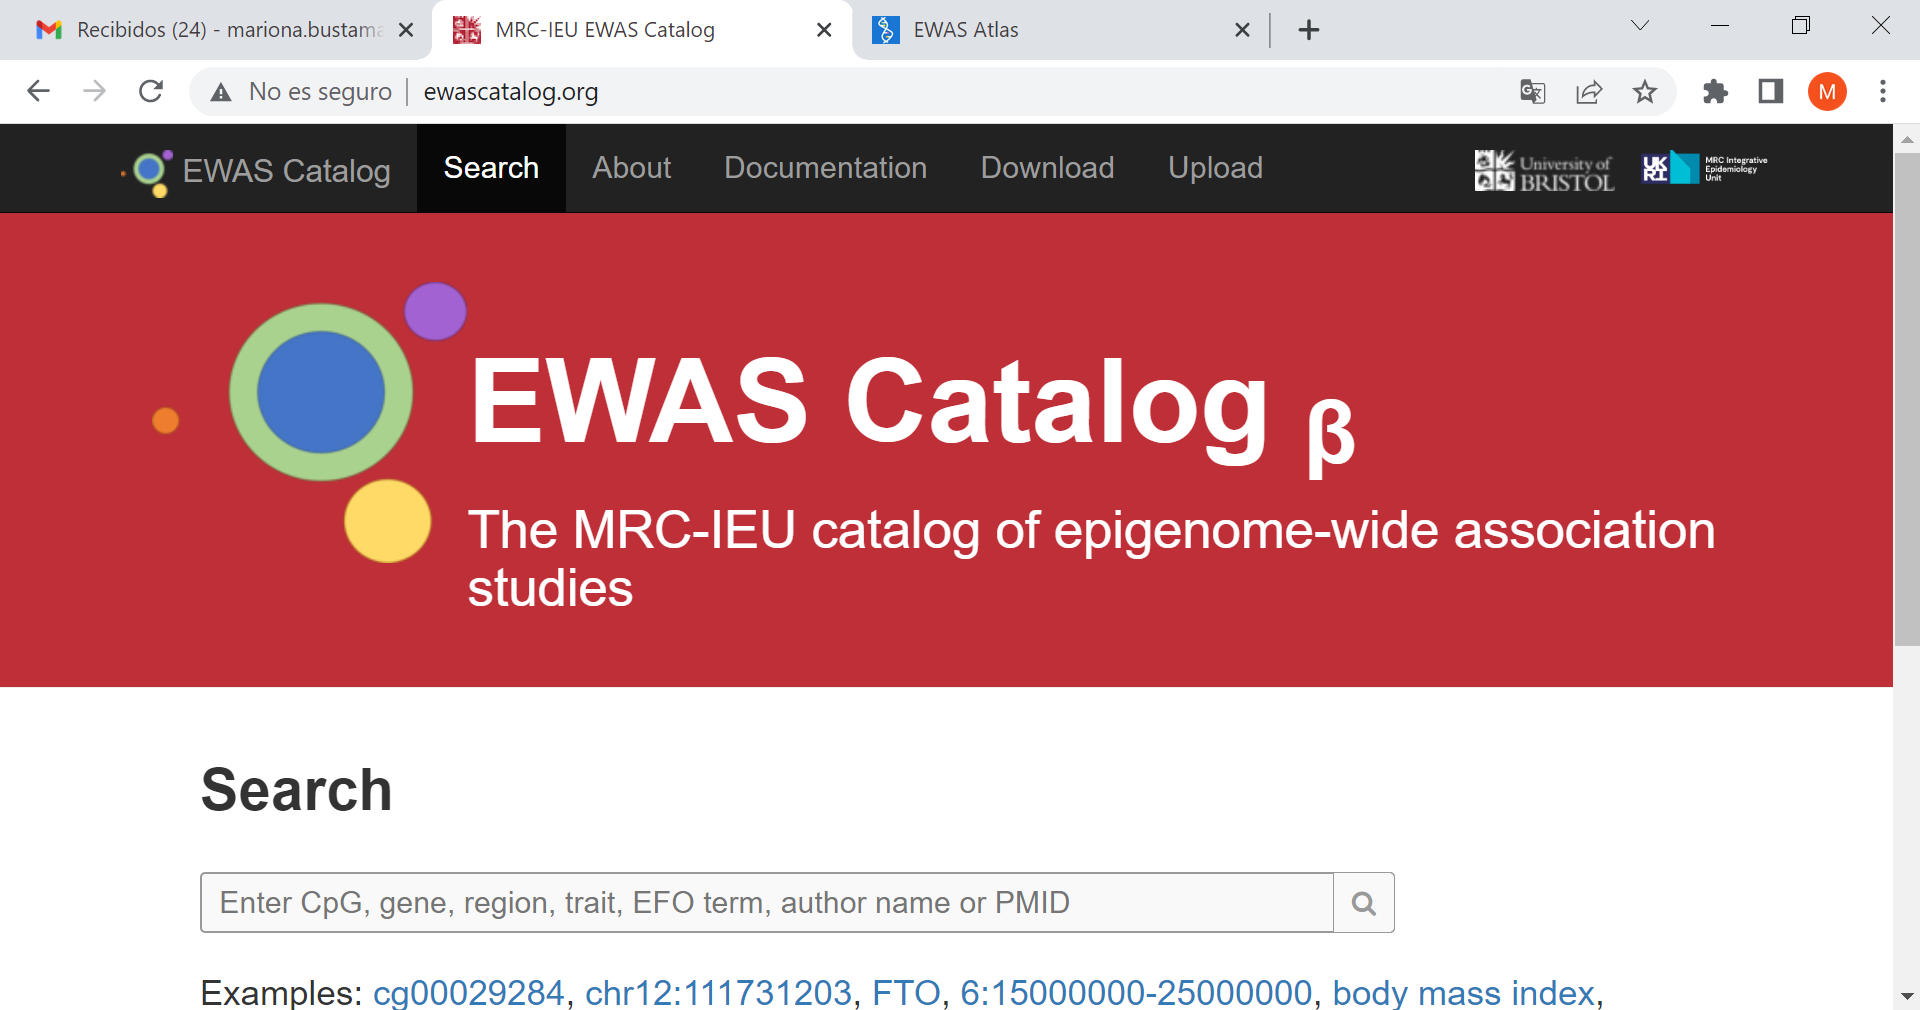 Recibidos (24) - mariona.bustama
MRC-IEU EWAS Catalog
EWAS Atlas
No es seguro
ewascatalog.org
M
EWAS Catalog
Search
About
Documentation
Download
Upload
University of
BRISTOL
UK
RI
MRC Integrative
Epidemiology
Unit
EWAS Catalog β
The MRC-IEU catalog of epigenome-wide association
studies
Search
Enter CpG, gene, region, trait, EFO term, author name or PMID
Examples: cg00029284, chr12:111731203, FTO, 6:15000000-25000000, body mass index,